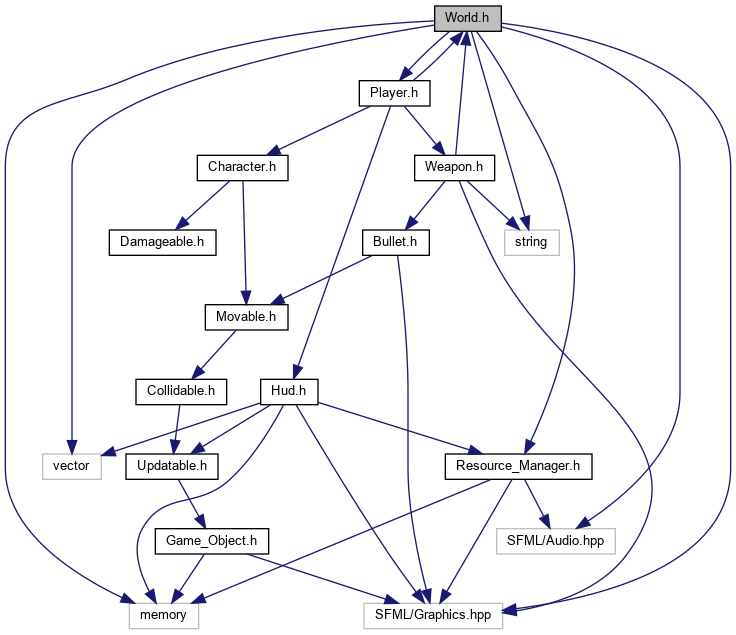 World.h
Player.h
Character.h
Weapon.h
Damageable.h
Bullet.h
string
Movable.h
Collidable.h
Hud.h
vector
Updatable.h
Resource_Manager.h
Game_Object.h
SFML/Audio.hpp
memory
SFML/Graphics.hpp